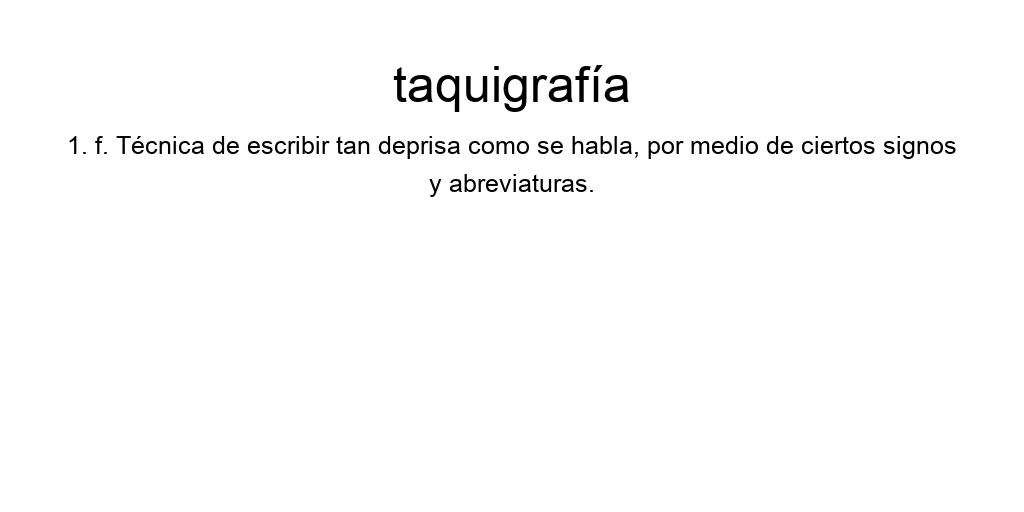 taquigrafía
1. f. Técnica de escribir tan deprisa como se habla, por medio de ciertos signos
y abreviaturas.